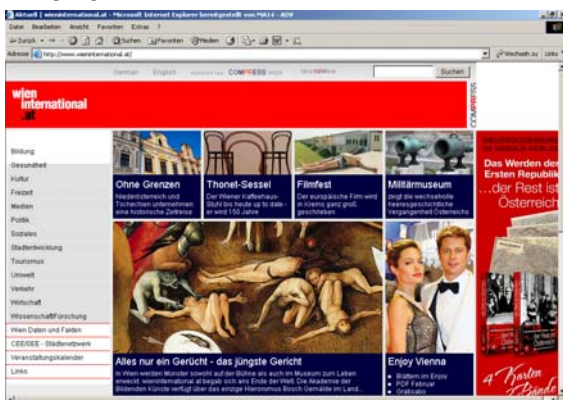 Aktuell | wieninternational.at - Microsoft Internet Explorer bereitgestellt von MA14 - ADV
Datei Bearbeiten Ansicht Favoriten Extras ?
Zurück Suchen Favoriten Medien
Adresse http://www.wieninternational.at/ Wechseln zu Links
German English COMPRESS Suchen
wien
international
.at
COMPRESS
Bildung
Gesundheit
Kultur
Freizeit
Medien
Politik
Soziales
Stadtentwicklung
Tourismus
Umwelt
Verkehr
Wirtschaft
Wissenschaft/Forschung
Wien Daten und Fakten
CEE/SEE - Städtenetzwerk
Veranstaltungskalender
Links
Ohne Grenzen
Niederösterreich und
Tschechien unternehmen
eine historische Zeitreise
Thonet-Sessel
Der Wiener Kaffeehaus-
Stuhl bis heute up to date -
er wird 150 Jahre
Filmfest
Der europäische Film wird
in Krems ganz groß
geschrieben
Militärmuseum
zeigt die wechselvolle
heeresgeschichtliche
Vergangenheit Österreichs
Alles nur ein Gerücht - das jüngste Gericht
In Wien werden Monster sowohl auf der Bühne als auch im Museum zum Leben
erweckt. wieninternational.at begab sich ans Ende der Welt. Die Akademie der
Bildenden Künste verfügt über das einzige Hieronymus Bosch Gemälde im Land...
Enjoy Vienna
Blättern im Enjoy
PDF Februar
Gratisabo
Das Werden der
Ersten Republik
...der Rest ist
Österreich
4 Karten
2 Bände